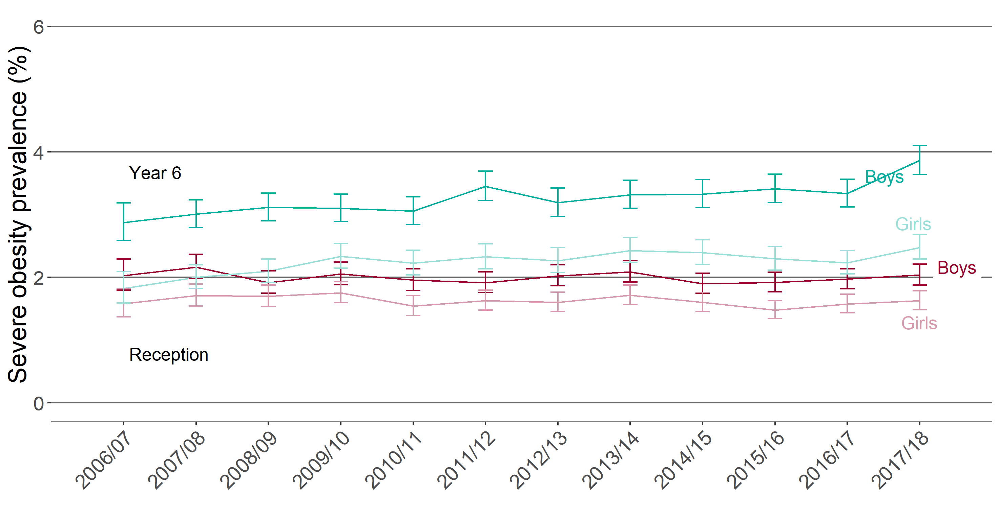 Severe obesity prevalence (%)
6
4
2
0
Year 6
Boys
Girls
Boys
Girls
Reception
2006/07
2007/08
2008/09
2009/10
2010/11
2011/12
2012/13
2013/14
2014/15
2015/16
2016/17
2017/18